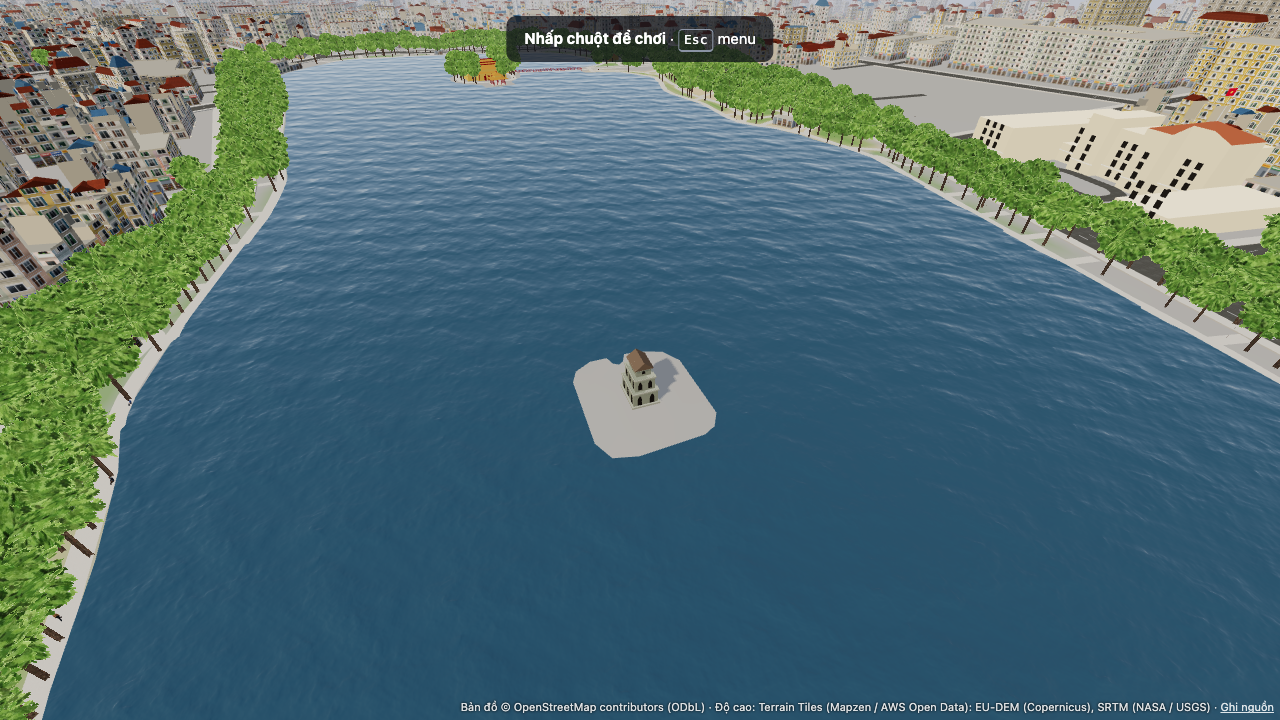 Nhấp chuột để chơi · Esc menu
Bản đồ © OpenStreetMap contributors (ODbL) · Độ cao: Terrain Tiles (Mapzen / AWS Open Data): EU-DEM (Copernicus), SRTM (NASA / USGS) · Ghi nguồn